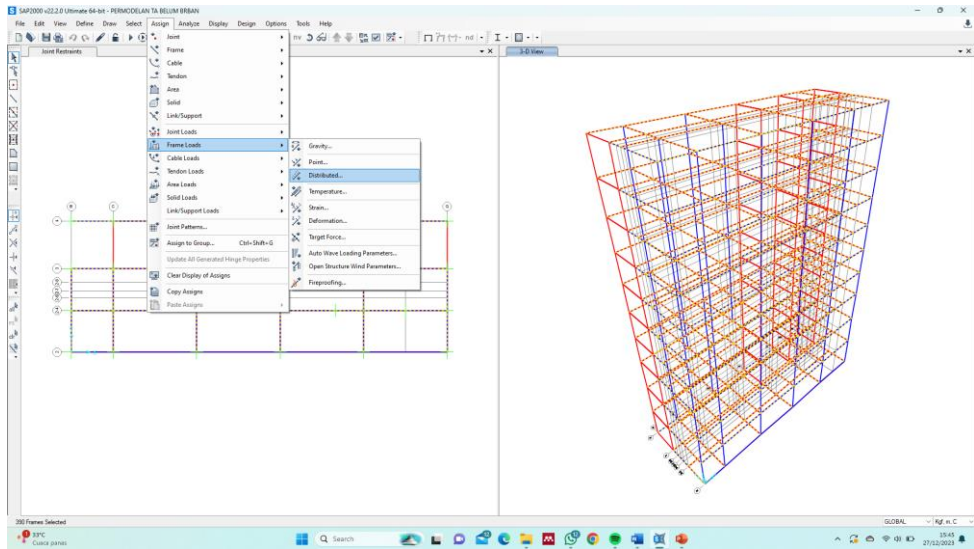 SAP2000 v22.2.0 Ultimate 64-bit - PERMODELAN TA BELUM BRBAN
File Edit View Define Draw Select Assign Analyze Display Design Options Tools Help
Joint Restraints
3-D View
Joint
Frame
Cable
Tendon
Area
Solid
Link/Support
Joint Loads
Frame Loads
Cable Loads
Tendon Loads
Area Loads
Solid Loads
Link/Support Loads
Joint Patterns...
Assign to Group... Ctrl+Shift+G
Update All Generated Hinge Properties
Clear Display of Assigns
Copy Assigns
Paste Assigns
Gravity...
Point...
Distributed...
Temperature...
Strain...
Deformation...
Target Force...
Auto Wave Loading Parameters...
Open Structure Wind Parameters...
Fireproofing...
390 Frames Selected
GLOBAL
Kgf, m, C
33°C
Cuaca panas
Search
15:45
27/12/2023